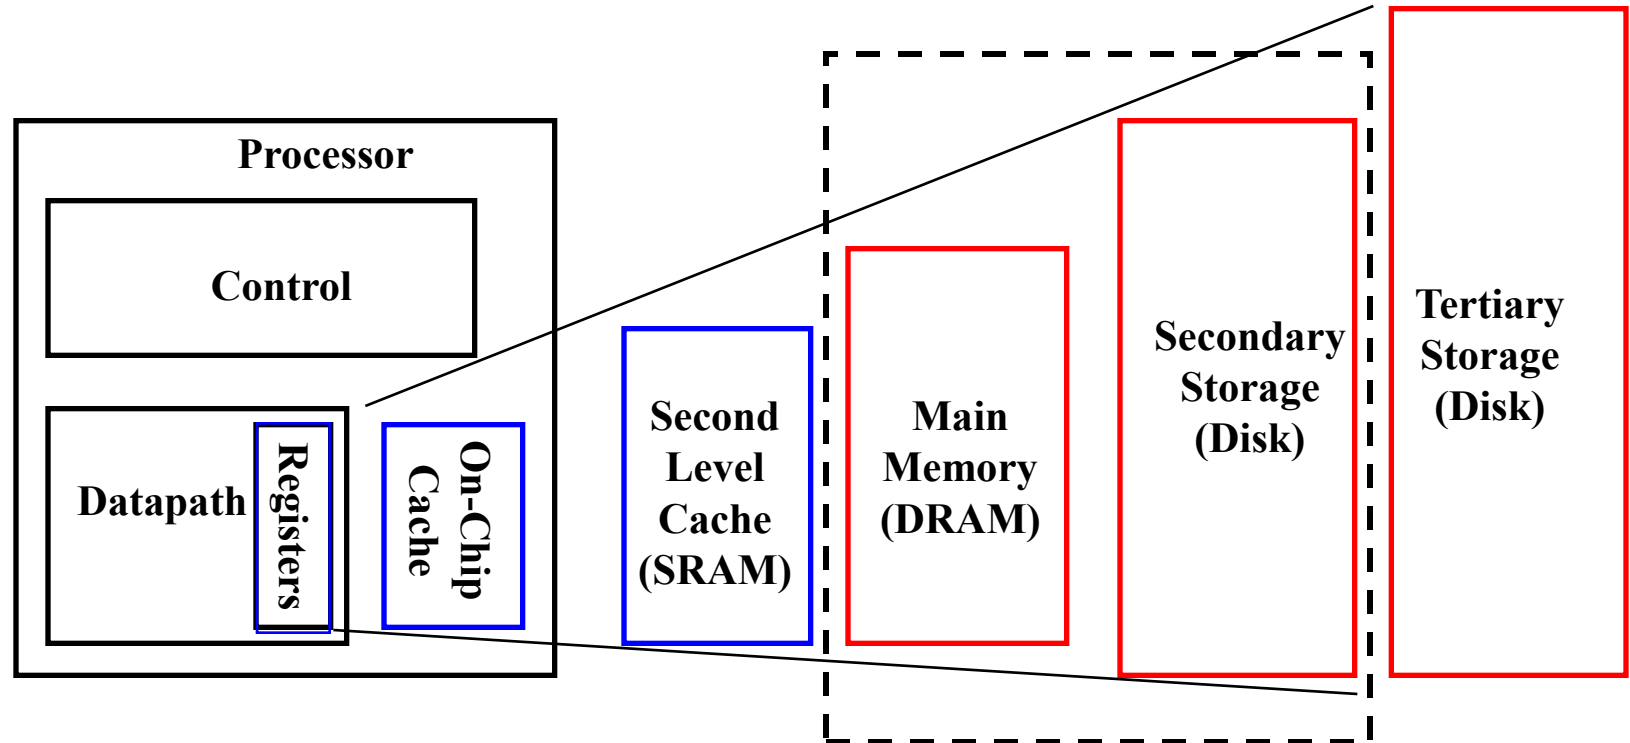 Processor
Control
Datapath
Registers
On-Chip
Cache
Second
Level
Cache
(SRAM)
Main
Memory
(DRAM)
Secondary
Storage
(Disk)
Tertiary
Storage
(Disk)